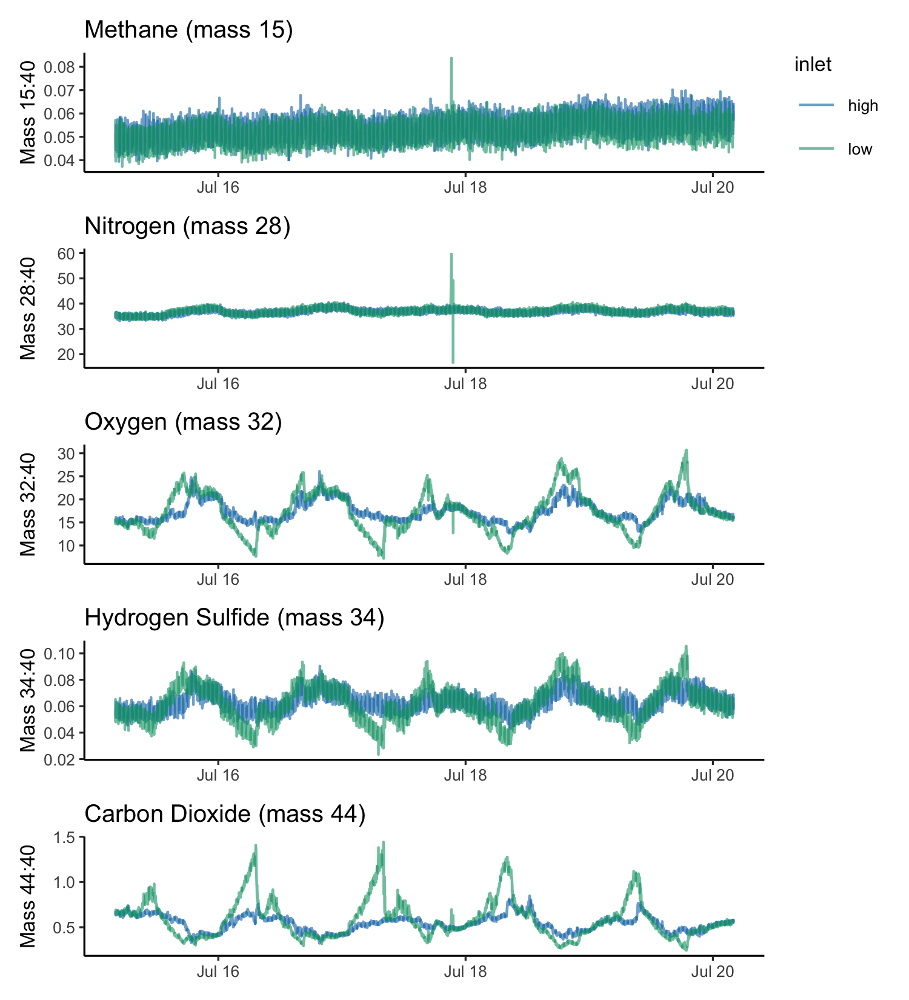 Methane (mass 15)
Mass 15:40
0.08
0.07
0.06
0.05
0.04
Jul 16
Jul 18
Jul 20
inlet
high
low
Nitrogen (mass 28)
Mass 28:40
60
50
40
30
20
Jul 16
Jul 18
Jul 20
Oxygen (mass 32)
Mass 32:40
30
25
20
15
10
Jul 16
Jul 18
Jul 20
Hydrogen Sulfide (mass 34)
Mass 34:40
0.10
0.08
0.06
0.04
0.02
Jul 16
Jul 18
Jul 20
Carbon Dioxide (mass 44)
Mass 44:40
1.5
1.0
0.5
Jul 16
Jul 18
Jul 20